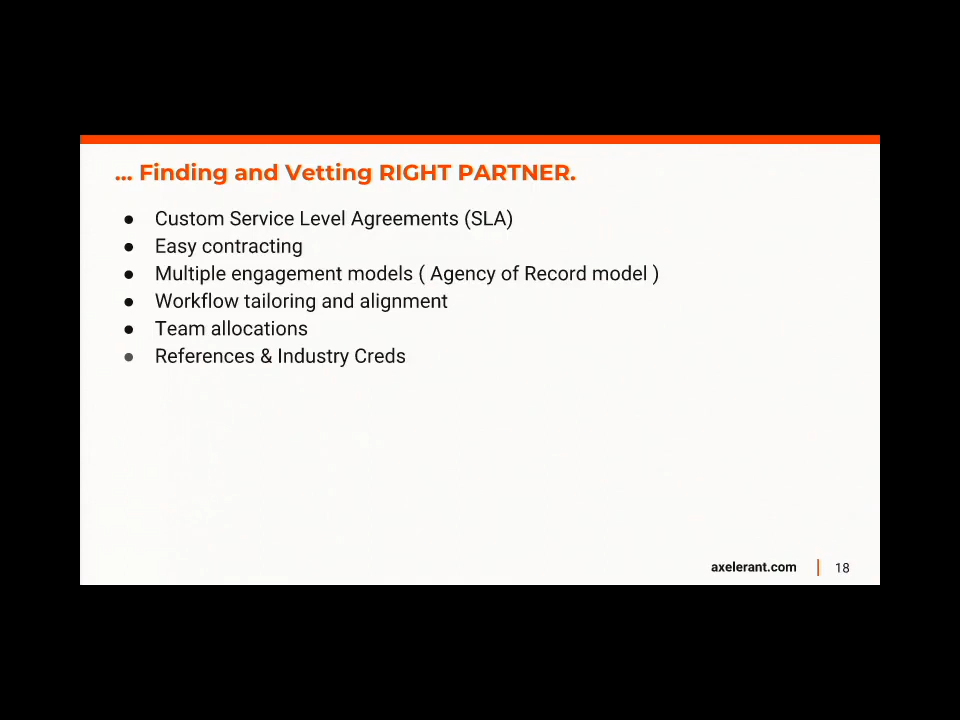 ... Finding and Vetting RIGHT PARTNER.
● Custom Service Level Agreements (SLA)
● Easy contracting
● Multiple engagement models ( Agency of Record model )
● Workflow tailoring and alignment
● Team allocations
● References & Industry Creds
axelerant.com | 18